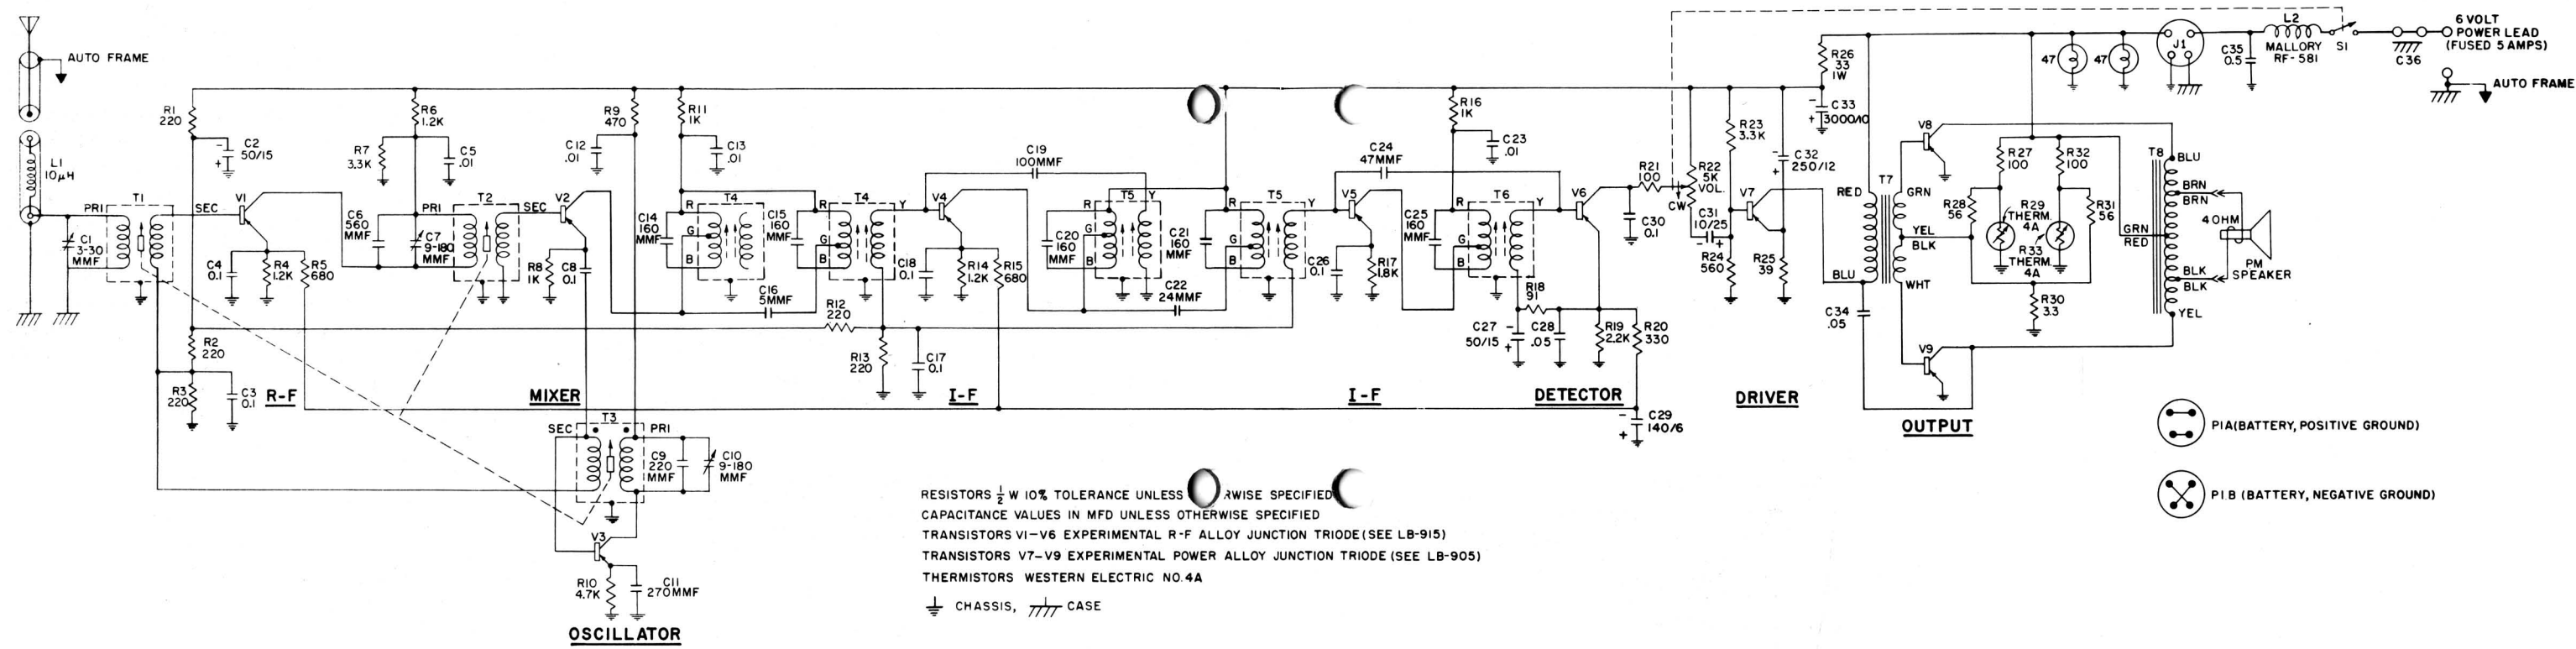 AUTO FRAME
L1
10µH
R1
220
C2
50/15
T1
PRI
SEC
C1
3-30
MMF
V1
C4
0.1
R4
1.2K
R5
680
R2
220
R3
220
C3
0.1
R-F
R6
1.2K
R7
3.3K
C5
.01
C6
560
MMF
PRI
C7
9-180
MMF
T2
SEC
V2
R8
1K
C8
0.1
MIXER
R9
470
C12
.01
R11
1K
C13
.01
T3
SEC
PRI
C9
220
MMF
C10
9-180
MMF
V3
R10
4.7K
C11
270MMF
OSCILLATOR
C14
160
MMF
R
G
B
T4
C15
160
MMF
R
G
B
T4
Y
C16
5MMF
R12
220
R13
220
C17
0.1
V4
C18
0.1
R14
1.2K
R15
680
I-F
C19
100MMF
C20
160
MMF
R
G
B
T5
Y
C21
160
MMF
C22
24MMF
R
G
B
T5
Y
C24
47MMF
V5
C26
0.1
R17
1.8K
I-F
R16
1K
C23
.01
C25
160
MMF
R
G
B
T6
Y
V6
R18
91
C27
50/15
C28
.05
R19
2.2K
R20
330
C29
140/6
DETECTOR
C30
0.1
R21
100
R22
5K
VOL.
CW
C31
10/25
R23
3.3K
R24
560
V7
C32
250/12
R25
39
DRIVER
R26
33
1W
C33
3000/10
RED
BLU
T7
GRN
YEL
BLK
WHT
C34
.05
V8
V9
OUTPUT
R27
100
R32
100
R28
56
R29
THERM.
4A
R33
THERM.
4A
R31
56
R30
3.3
GRN
RED
T8
BLU
BRN
BRN
BLK
BLK
YEL
4 OHM
PM
SPEAKER
47
47
J1
C35
0.5
L2
MALLORY
RF-581
S1
C36
6 VOLT
POWER LEAD
(FUSED 5 AMPS)
AUTO FRAME
P1A(BATTERY, POSITIVE GROUND)
P1B (BATTERY, NEGATIVE GROUND)
RESISTORS ½ W 10% TOLERANCE UNLESS RWISE SPECIFIED
CAPACITANCE VALUES IN MFD UNLESS OTHERWISE SPECIFIED
TRANSISTORS V1-V6 EXPERIMENTAL R-F ALLOY JUNCTION TRIODE (SEE LB-915)
TRANSISTORS V7-V9 EXPERIMENTAL POWER ALLOY JUNCTION TRIODE (SEE LB-905)
THERMISTORS WESTERN ELECTRIC NO.4A
CHASSIS, CASE